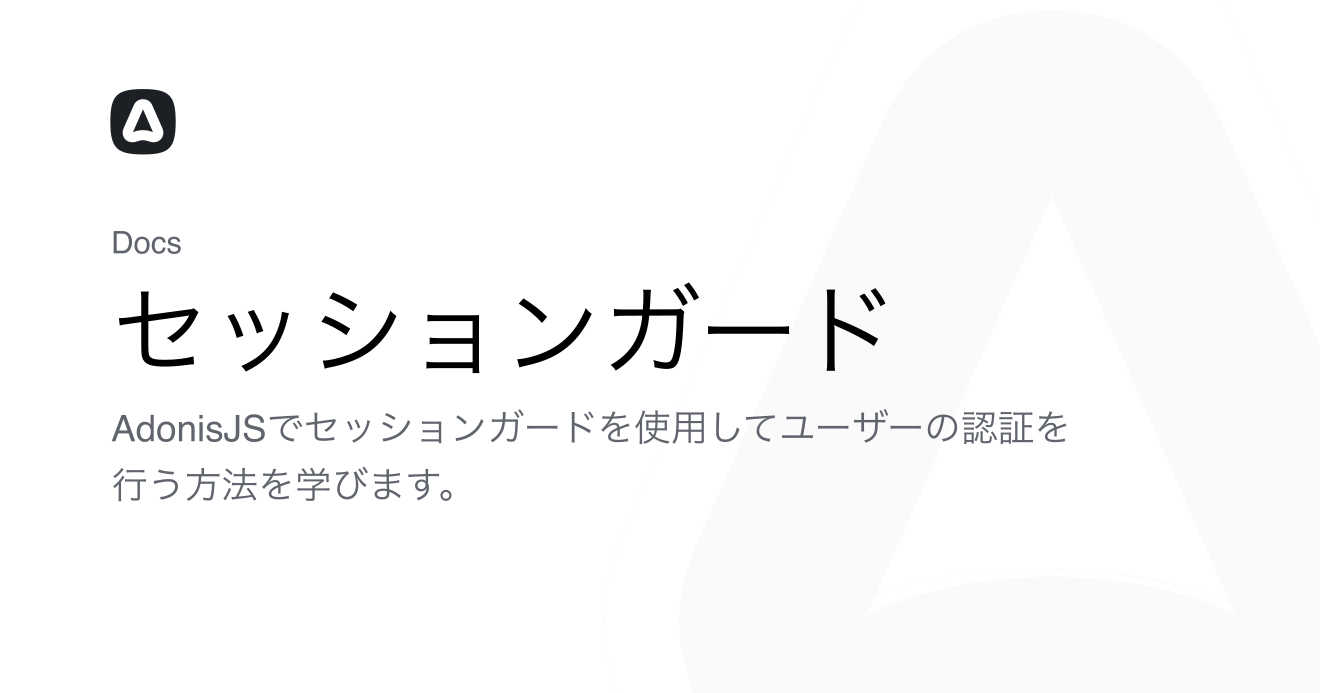 Docs
セッションガード
AdonisJSでセッションガードを使用してユーザーの認証を
行う方法を学びます。